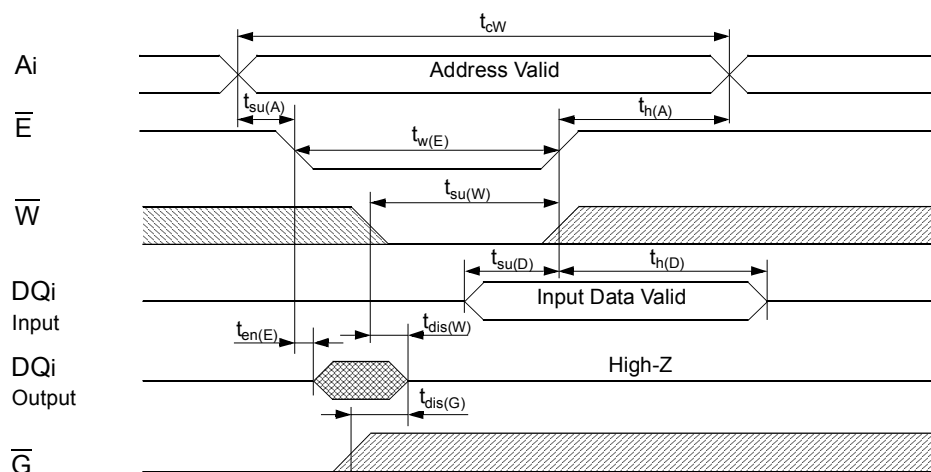 tcW
Ai
Address Valid
tsu(A)
th(A)
E
tw(E)
tsu(W)
W
tsu(D)
th(D)
DQi
Input Data Valid
Input
ten(E)
tdis(W)
DQi
High-Z
Output
tdis(G)
G